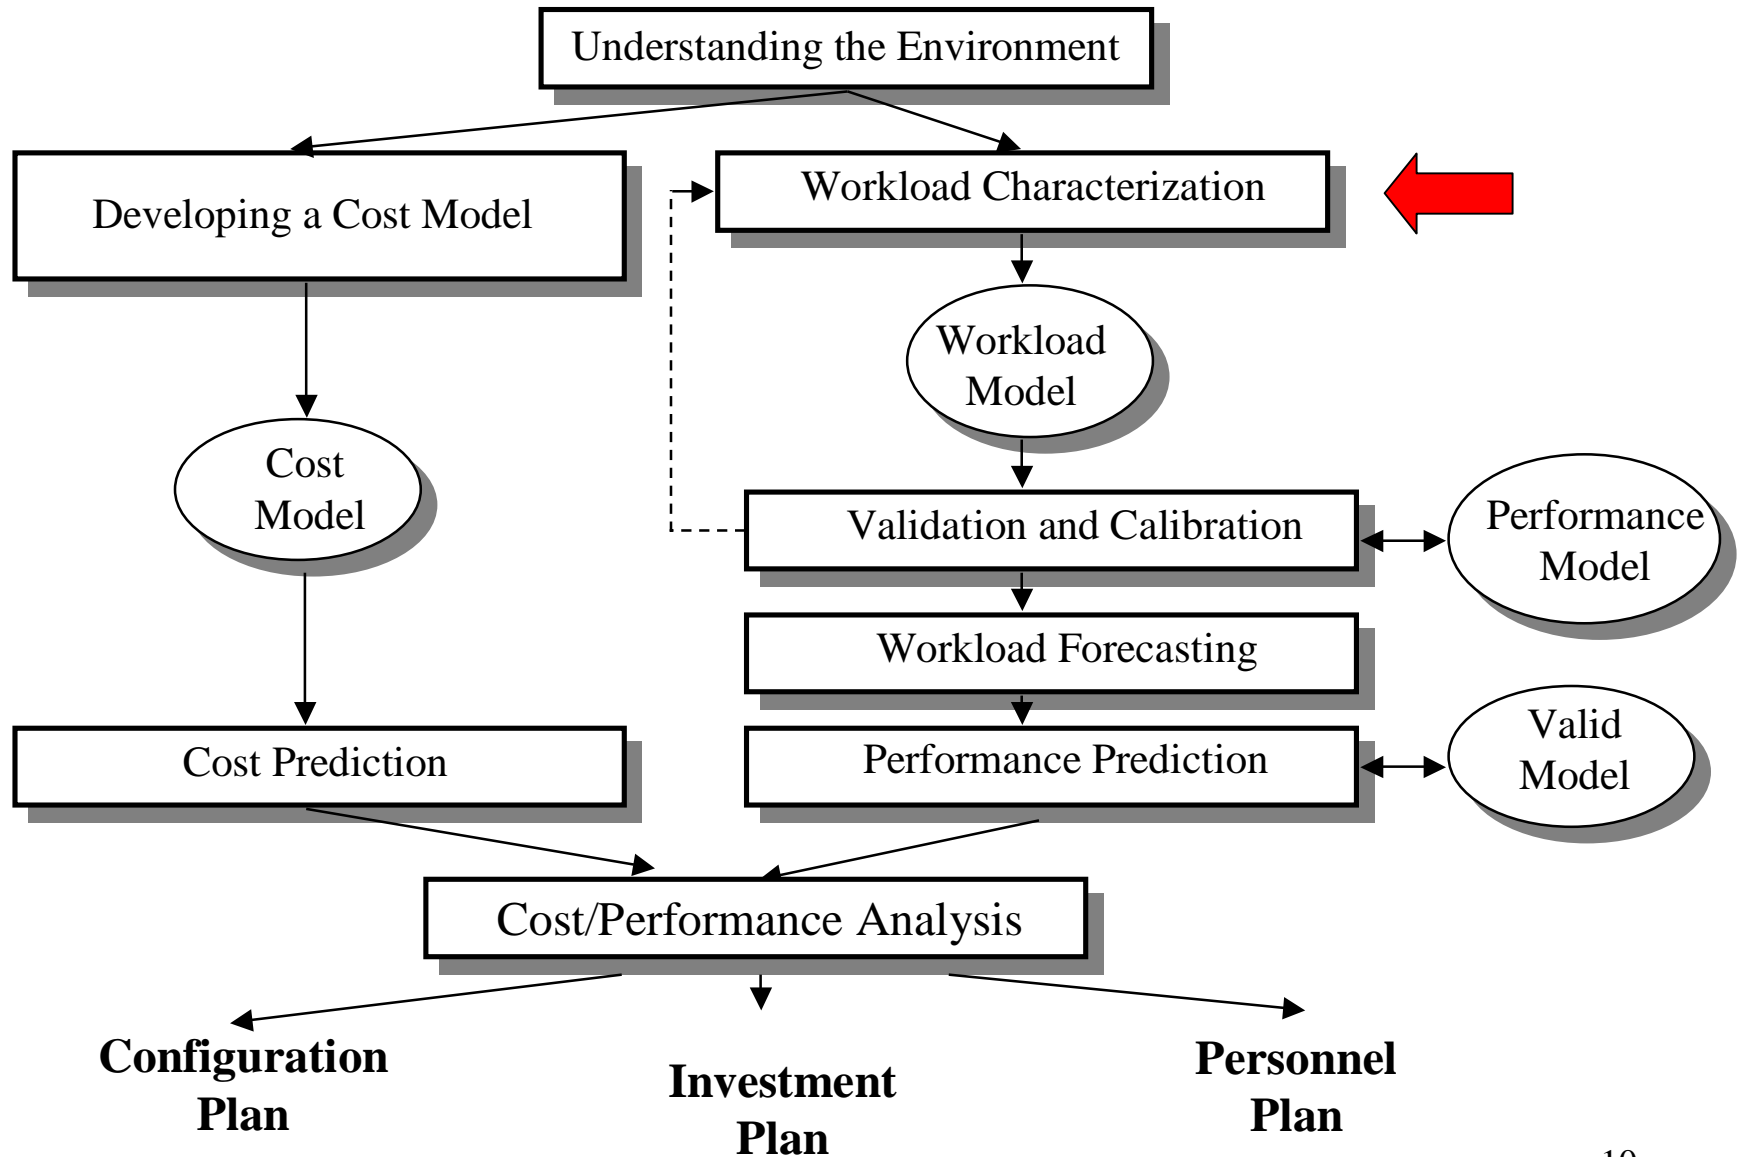 Understanding the Environment
Developing a Cost Model
Workload Characterization
Workload
Model
Cost
Model
Validation and Calibration
Performance
Model
Workload Forecasting
Cost Prediction
Performance Prediction
Valid
Model
Cost/Performance Analysis
Configuration
Plan
Investment
Plan
Personnel
Plan